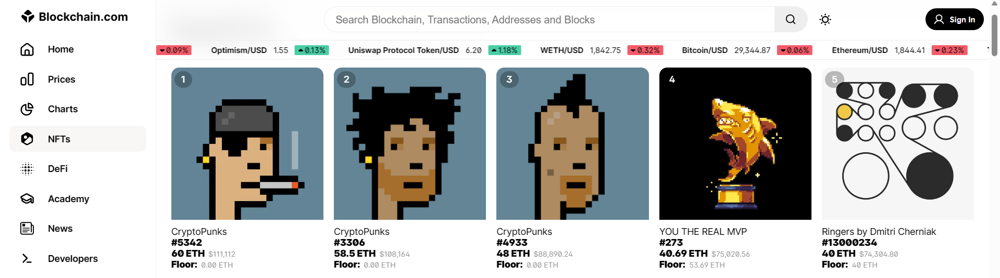 Blockchain.com
Search Blockchain, Transactions, Addresses and Blocks
Sign In
Home
Prices
Charts
NFTs
DeFi
Academy
News
Developers
0.09% Optimism/USD 1.55 0.13% Uniswap Protocol Token/USD 6.20 1.18% WETH/USD 1,842.75 0.32% Bitcoin/USD 29,344.87 0.06% Ethereum/USD 1,844.41 0.23%
1
CryptoPunks
#5342
60 ETH $111,112
Floor: 0.00 ETH
2
CryptoPunks
#3306
58.5 ETH $108,164
Floor: 0.00 ETH
3
CryptoPunks
#4933
48 ETH $88,890.24
Floor: 0.00 ETH
4
YOU THE REAL MVP
#273
40.69 ETH $75,020.56
Floor: 53.69 ETH
5
Ringers by Dmitri Cherniak
#13000234
40 ETH $74,304.80
Floor: 40 ETH